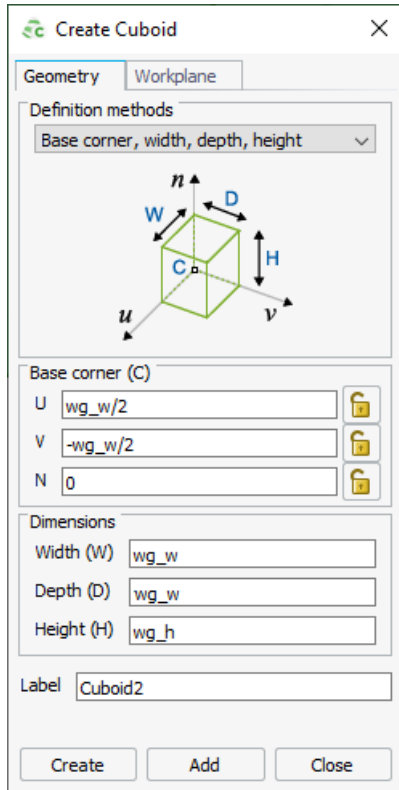 Create Cuboid
Geometry
Workplane
Definition methods
Base corner, width, depth, height
n
D
W
H
C
u
v
Base corner (C)
U wg_w/2
V -wg_w/2
N 0
Dimensions
Width (W) wg_w
Depth (D) wg_w
Height (H) wg_h
Label Cuboid2
Create
Add
Close